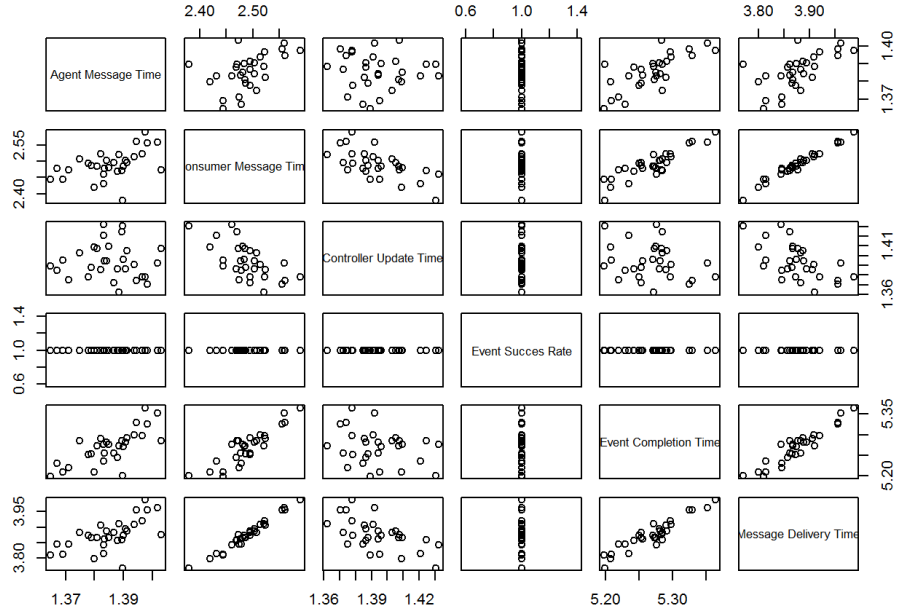 2.40 2.50 0.6 1.0 1.4 3.80 3.90
Agent Message Time
1.37 1.40
2.40 2.55
onsumer Message Tim
Controller Update Time
1.36 1.41
0.6 1.0 1.4
Event Succes Rate
Event Completion Time
5.20 5.35
3.80 3.95
Message Delivery Time
1.37 1.39 1.36 1.39 1.42 5.20 5.30